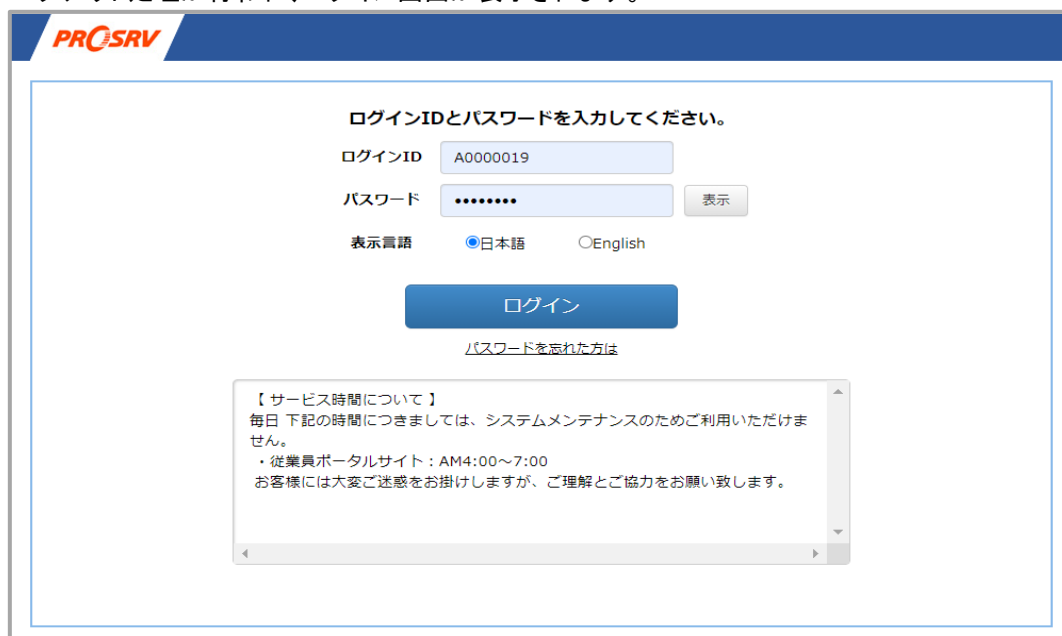 PROSRV
ログインIDとパスワードを入力してください。
ログインID A0000019
パスワード •••••••• 表示
表示言語 日本語 English
ログイン
パスワードを忘れた方は
【 サービス時間について 】
毎日 下記の時間につきましては、システムメンテナンスのためご利用いただけま
せん。
・従業員ポータルサイト：AM4:00～7:00
お客様には大変ご迷惑をお掛けしますが、ご理解とご協力をお願い致します。